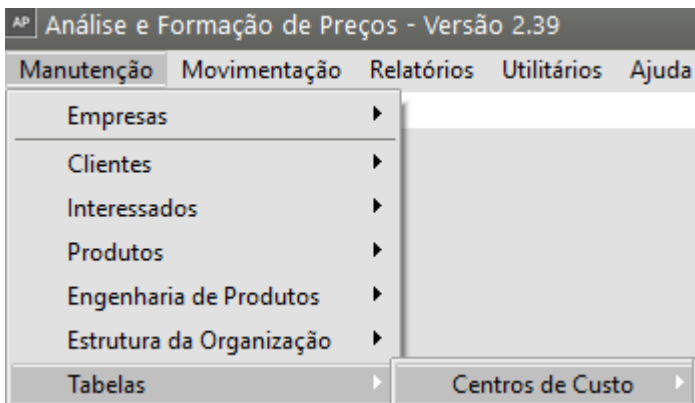 AP Análise e Formação de Preços - Versão 2.39
Manutenção Movimentação Relatórios Utilitários Ajuda
Empresas
Clientes
Interessados
Produtos
Engenharia de Produtos
Estrutura da Organização
Tabelas Centros de Custo